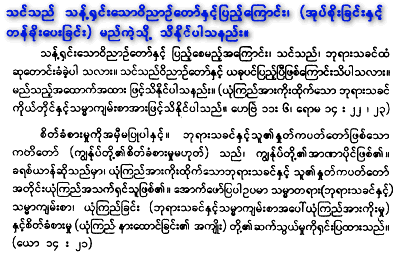 သင်သည် သန့်ရှင်းသောဝိညာဉ်တော်နှင့်ပြည့်ကြောင်း၊ (အုပ်စိုးခြင်းနှင့်
တန်ခိုးပေးခြင်း) မည်ကဲ့သို့ သိနိုင်ပါသနည်း။
သန့်ရှင်းသောဝိညာဉ်တော်နှင့် ပြည့်စေမည့်အကြောင်း၊ သင်သည်၊ ဘုရားသခင်ထံ
ဆုတောင်းခံခဲ့ပါ သလား။ သင်သည်ဝိညာဉ်တော်နှင့် ယခုပင်ပြည့်ပြီဖြစ်ကြောင်းသိပါသလား။
မည်သည့်အထောက်အထား ဖြင့်သိနိုင်ပါသနည်း။ (ယုံကြည်အားကိုးထိုက်သော ဘုရားသခင်
ကိုယ်တိုင်နှင့်သမ္မာကျမ်းစာအားဖြင့်သိနိုင်ပါသည်။ ဟေဗြဲ ၁၁း ၆၊ ရောမ ၁၄ း ၂၂ ၊ ၂၃)
စိတ်ခံစားမှုကိုအမှီမပြုပါနှင့်။ ဘုရားသခင်နှင့်သူ၏နှုတ်ကပတ်တော်ဖြစ်သော
ကတိတော် (ကျွန်ုပ်တို့၏စိတ်ခံစားမှုမဟုတ်) သည်၊ ကျွန်ုပ်တို့၏အာဏာပိုင်ဖြစ်၏။
ခရစ်ယာန်ဆိုသည်မှာ၊ ယုံကြည်အားကိုးထိုက်သောဘုရားသခင်နှင့် သူ၏နှုတ်ကပတ်တော်
အတိုင်းယုံကြည်အသက်ရှင်သူဖြစ်၏။ အောက်ဖော်ပြပါဥပမာ သမ္မာတရား(ဘုရားသခင်နှင့်
သမ္မာကျမ်းစာ၊ ယုံကြည်ခြင်း (ဘုရားသခင်နှင့်သမ္မာကျမ်းစာအပေါ်ယုံကြည်အားကိုးမှု)
နှင့်စိတ်ခံစားမှု (ယုံကြည် နားထောင်ခြင်း၏ အကျိုး) တို့၏ဆက်သွယ်မှုကိုရှင်းပြထားသည်။
(ယော ၁၄ း ၂၁)